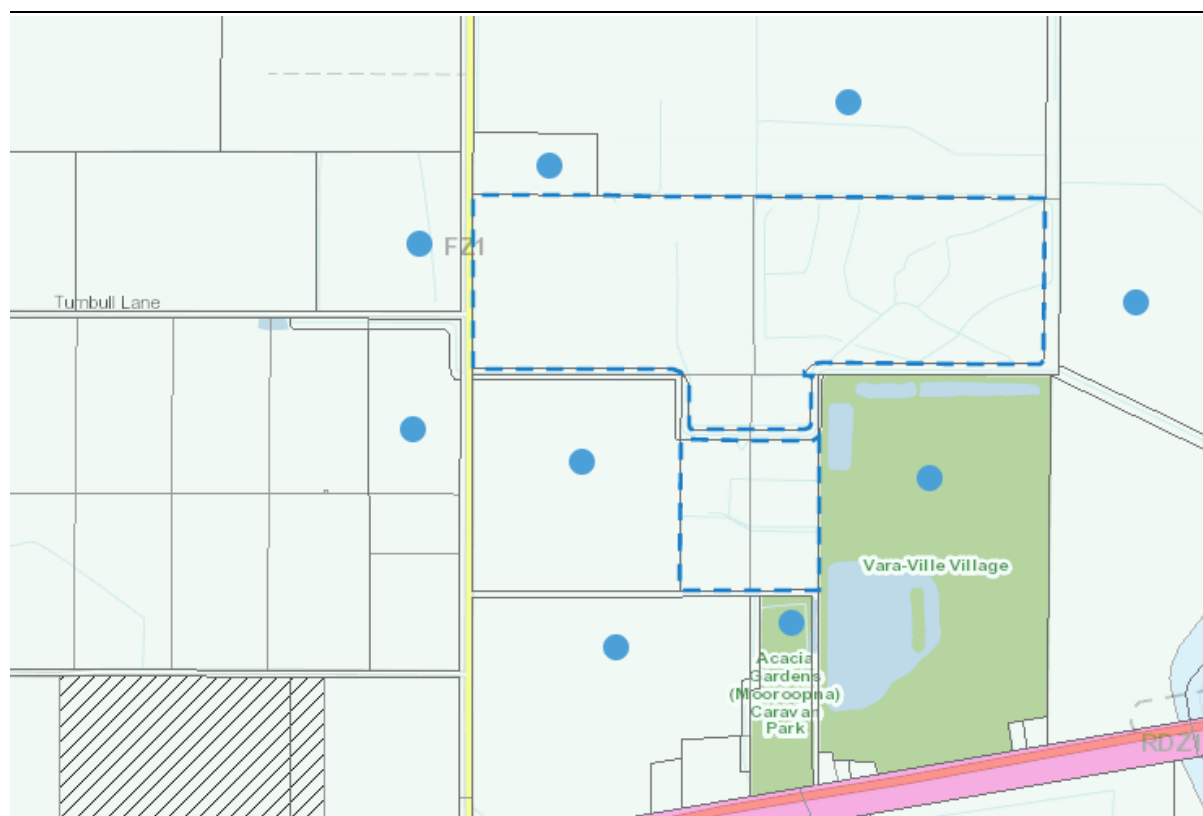 FZ1
Turnbull Lane
Vara-Ville Village
Acacia
Gardens
(Mooroopna)
Caravan
Park
RDZ1